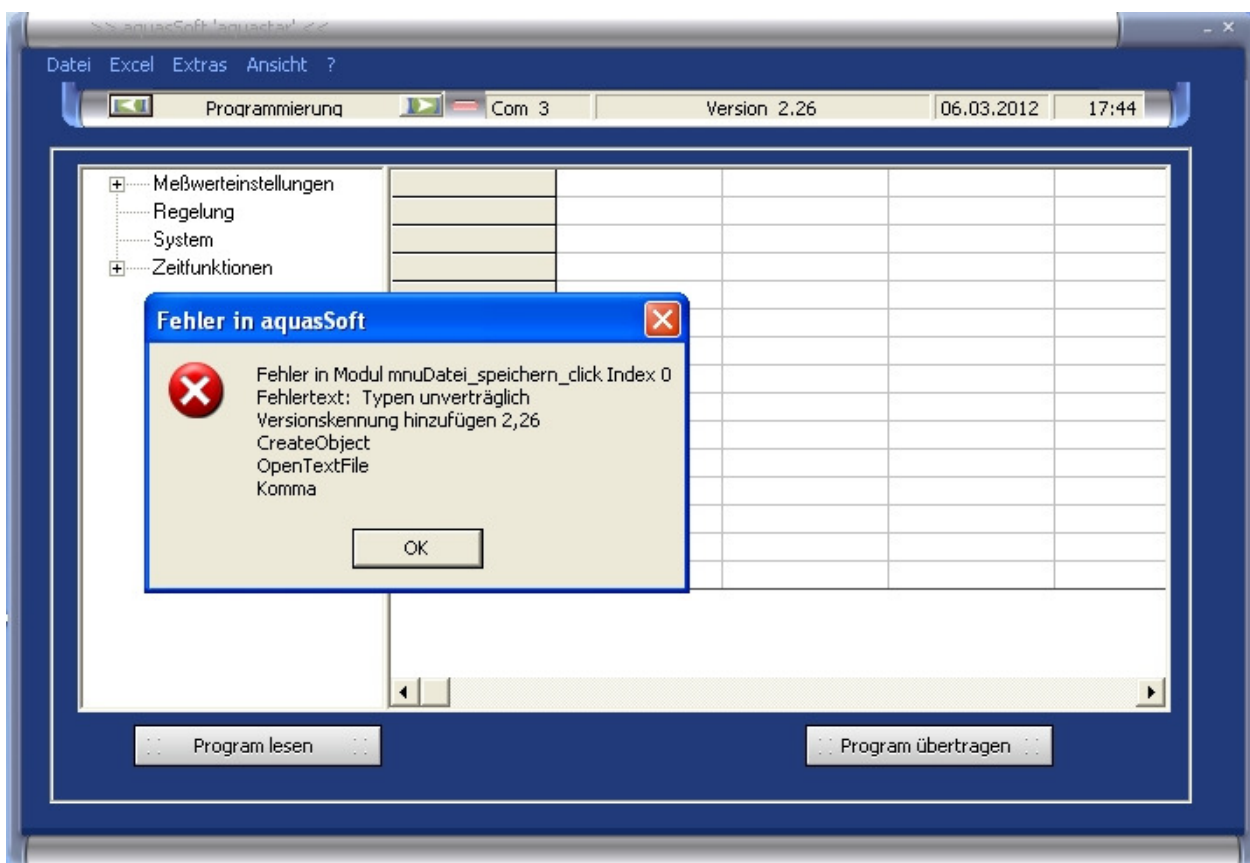 >> aquasSoft 'aquastar' <<
Datei Excel Extras Ansicht ?
Programmierung Com 3 Version 2.26 06.03.2012 17:44
Meßwerteinstellungen
Regelung
System
Zeitfunktionen
Fehler in aquasSoft
Fehler in Modul mnuDatei_speichern_click Index 0
Fehlertext: Typen unverträglich
Versionskennung hinzufügen 2,26
CreateObject
OpenTextFile
Komma
OK
Program lesen
Program übertragen